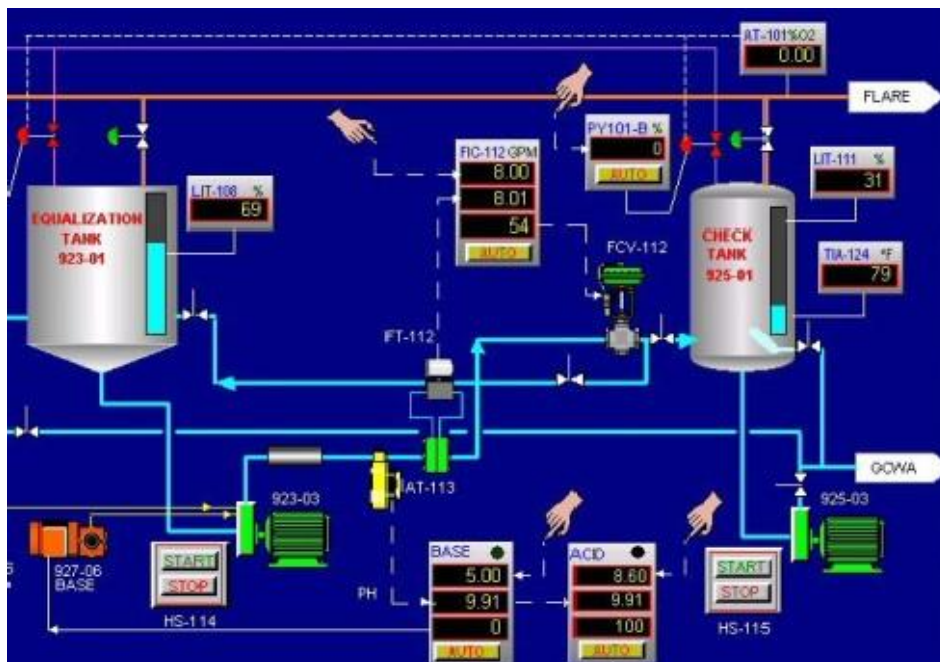 AT-101%O2
0.00
FLARE
FIC-112 GPM
8.00
8.01
54
AUTO
PY101-B %
0
AUTO
LIT-111 %
31
LIT-108 %
69
EQUALIZATION
TANK
923-01
FCV-112
CHECK
TANK
925-01
TIA-124 °F
79
IFT-112
AT-113
GCWA
923-03
925-03
927-06
BASE
START
STOP
HS-114
PH
BASE
5.00
9.91
0
AUTO
ACID
8.60
9.91
100
AUTO
START
STOP
HS-115